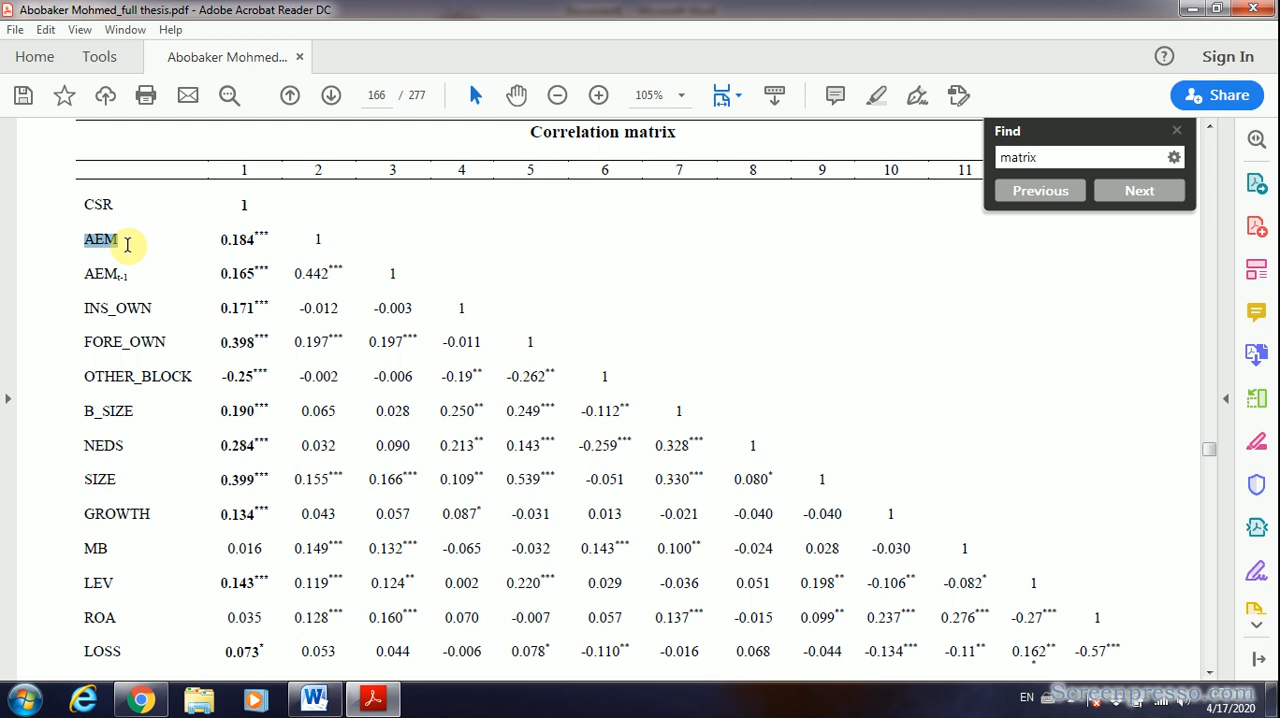 Abobaker Mohmed_full thesis.pdf - Adobe Acrobat Reader DC
File Edit View Window Help
Home Tools Abobaker Mohmed... × Sign In
166 / 277 105% Share
Correlation matrix
Find
matrix
Previous Next
1 2 3 4 5 6 7 8 9 10 11
CSR 1
AEM 0.184*** 1
AEMt-1 0.165*** 0.442*** 1
INS_OWN 0.171*** -0.012 -0.003 1
FORE_OWN 0.398*** 0.197*** 0.197*** -0.011 1
OTHER_BLOCK -0.25*** -0.002 -0.006 -0.19** -0.262** 1
B_SIZE 0.190*** 0.065 0.028 0.250** 0.249*** -0.112** 1
NEDS 0.284*** 0.032 0.090 0.213** 0.143*** -0.259*** 0.328*** 1
SIZE 0.399*** 0.155*** 0.166*** 0.109** 0.539*** -0.051 0.330*** 0.080* 1
GROWTH 0.134*** 0.043 0.057 0.087* -0.031 0.013 -0.021 -0.040 -0.040 1
MB 0.016 0.149*** 0.132*** -0.065 -0.032 0.143*** 0.100** -0.024 0.028 -0.030 1
LEV 0.143*** 0.119*** 0.124** 0.002 0.220*** 0.029 -0.036 0.051 0.198** -0.106** -0.082* 1
ROA 0.035 0.128*** 0.160*** 0.070 -0.007 0.057 0.137*** -0.015 0.099** 0.237*** 0.276*** -0.27*** 1
LOSS 0.073* 0.053 0.044 -0.006 0.078* -0.110** -0.016 0.068 -0.044 -0.134*** -0.11** 0.162*** -0.57***
EN
Screenpresso.com
4/17/2020